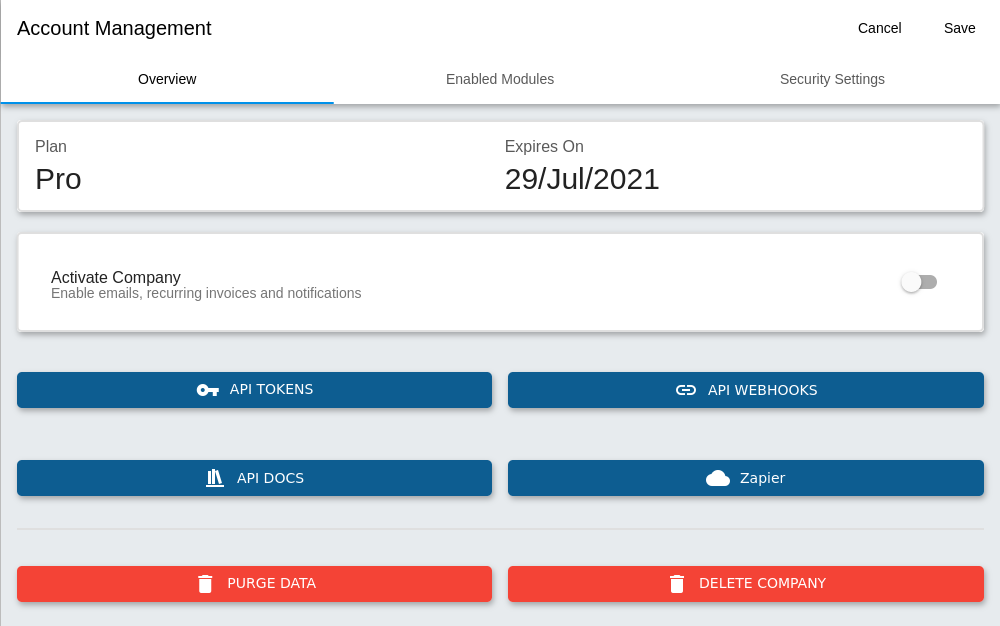 Account Management
Cancel
Save
Overview
Enabled Modules
Security Settings
Plan
Expires On
Pro
29/Jul/2021
Activate Company
Enable emails, recurring invoices and notifications
API TOKENS
API WEBHOOKS
API DOCS
Zapier
PURGE DATA
DELETE COMPANY